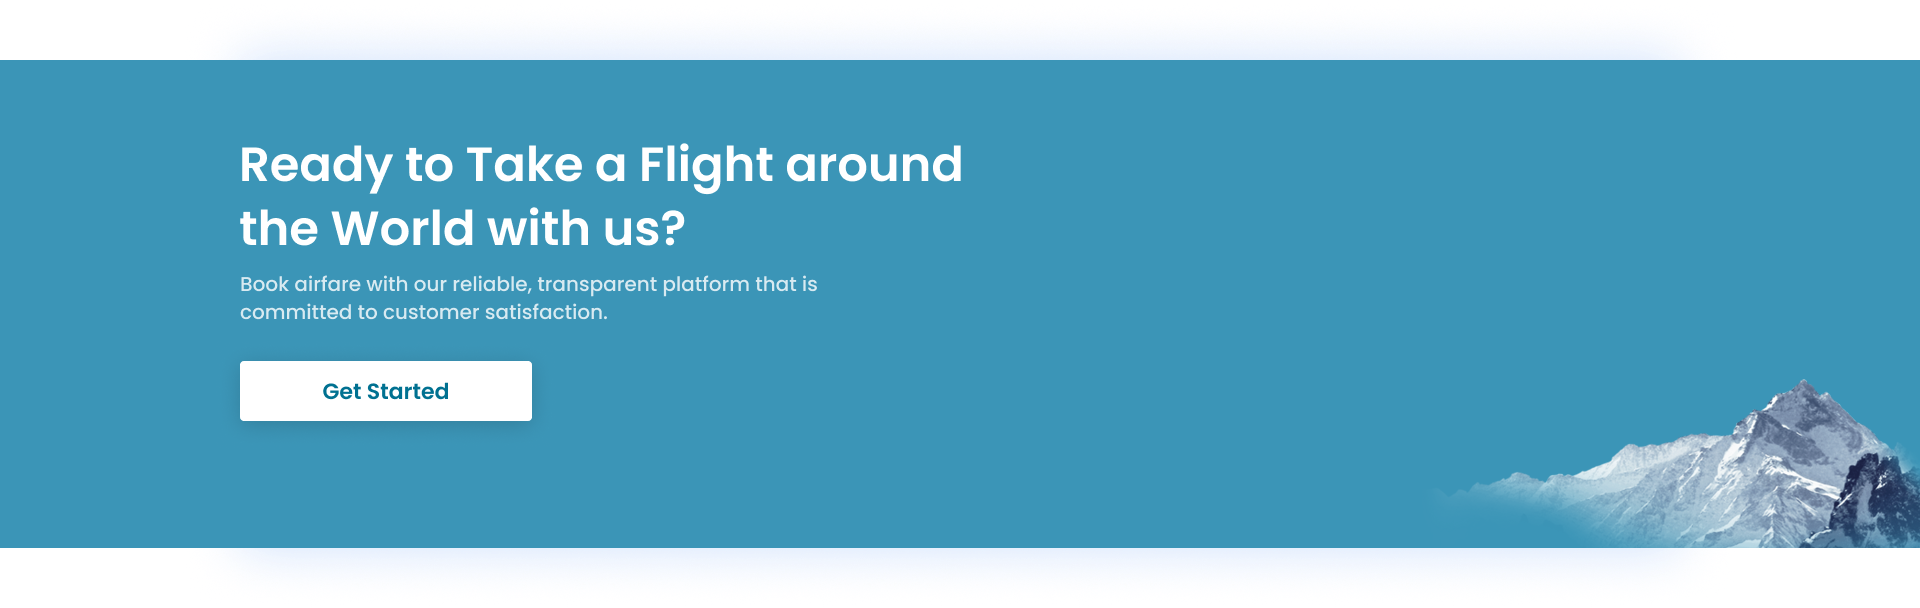 Ready to Take a Flight around
the World with us?
Book airfare with our reliable, transparent platform that is
committed to customer satisfaction.
Get Started